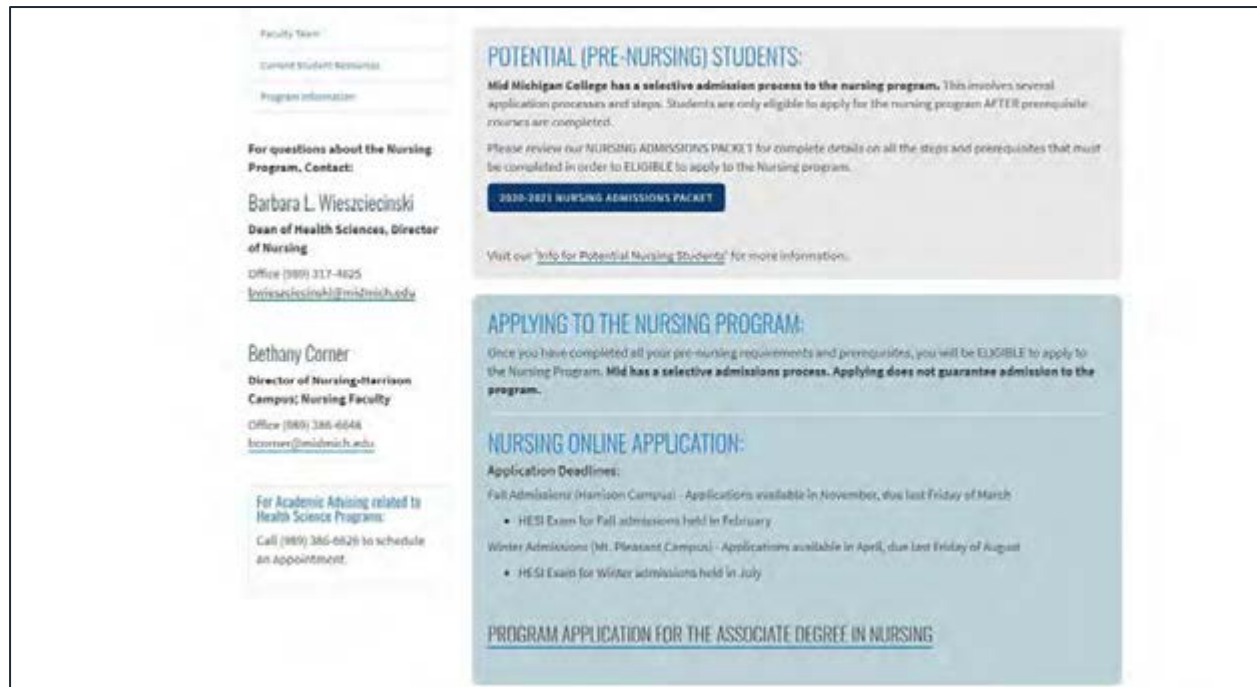 Faculty Team
Current Student Resources
Program Information
For questions about the Nursing
Program, Contact:
Barbara L. Wieszciecinski
Dean of Health Sciences, Director
of Nursing
Office (989) 317-4625
bwieszciecinski@midmich.edu
Bethany Corner
Director of Nursing-Harrison
Campus; Nursing Faculty
Office (989) 386-6646
bcorner@midmich.edu
For Academic Advising related to
Health Science Programs:
Call (989) 386-6626 to schedule
an appointment.
POTENTIAL (PRE-NURSING) STUDENTS:
Mid Michigan College has a selective admission process to the nursing program. This involves several
application processes and steps. Students are only eligible to apply for the nursing program AFTER prerequisite
courses are completed.
Please review our NURSING ADMISSIONS PACKET for complete details on all the steps and prerequisites that must
be completed in order to ELIGIBLE to apply to the Nursing program.
2020-2021 NURSING ADMISSIONS PACKET
Visit our 'Info for Potential Nursing Students' for more information.
APPLYING TO THE NURSING PROGRAM:
Once you have completed all your pre-nursing requirements and prerequisites, you will be ELIGIBLE to apply to
the Nursing Program. Mid has a selective admissions process. Applying does not guarantee admission to the
program.
NURSING ONLINE APPLICATION:
Application Deadlines:
Fall Admissions (Harrison Campus) - Applications available in November, due last Friday of March
• HESI Exam for Fall admissions held in February
Winter Admissions (Mt. Pleasant Campus) - Applications available in April, due last Friday of August
• HESI Exam for Winter admissions held in July
PROGRAM APPLICATION FOR THE ASSOCIATE DEGREE IN NURSING